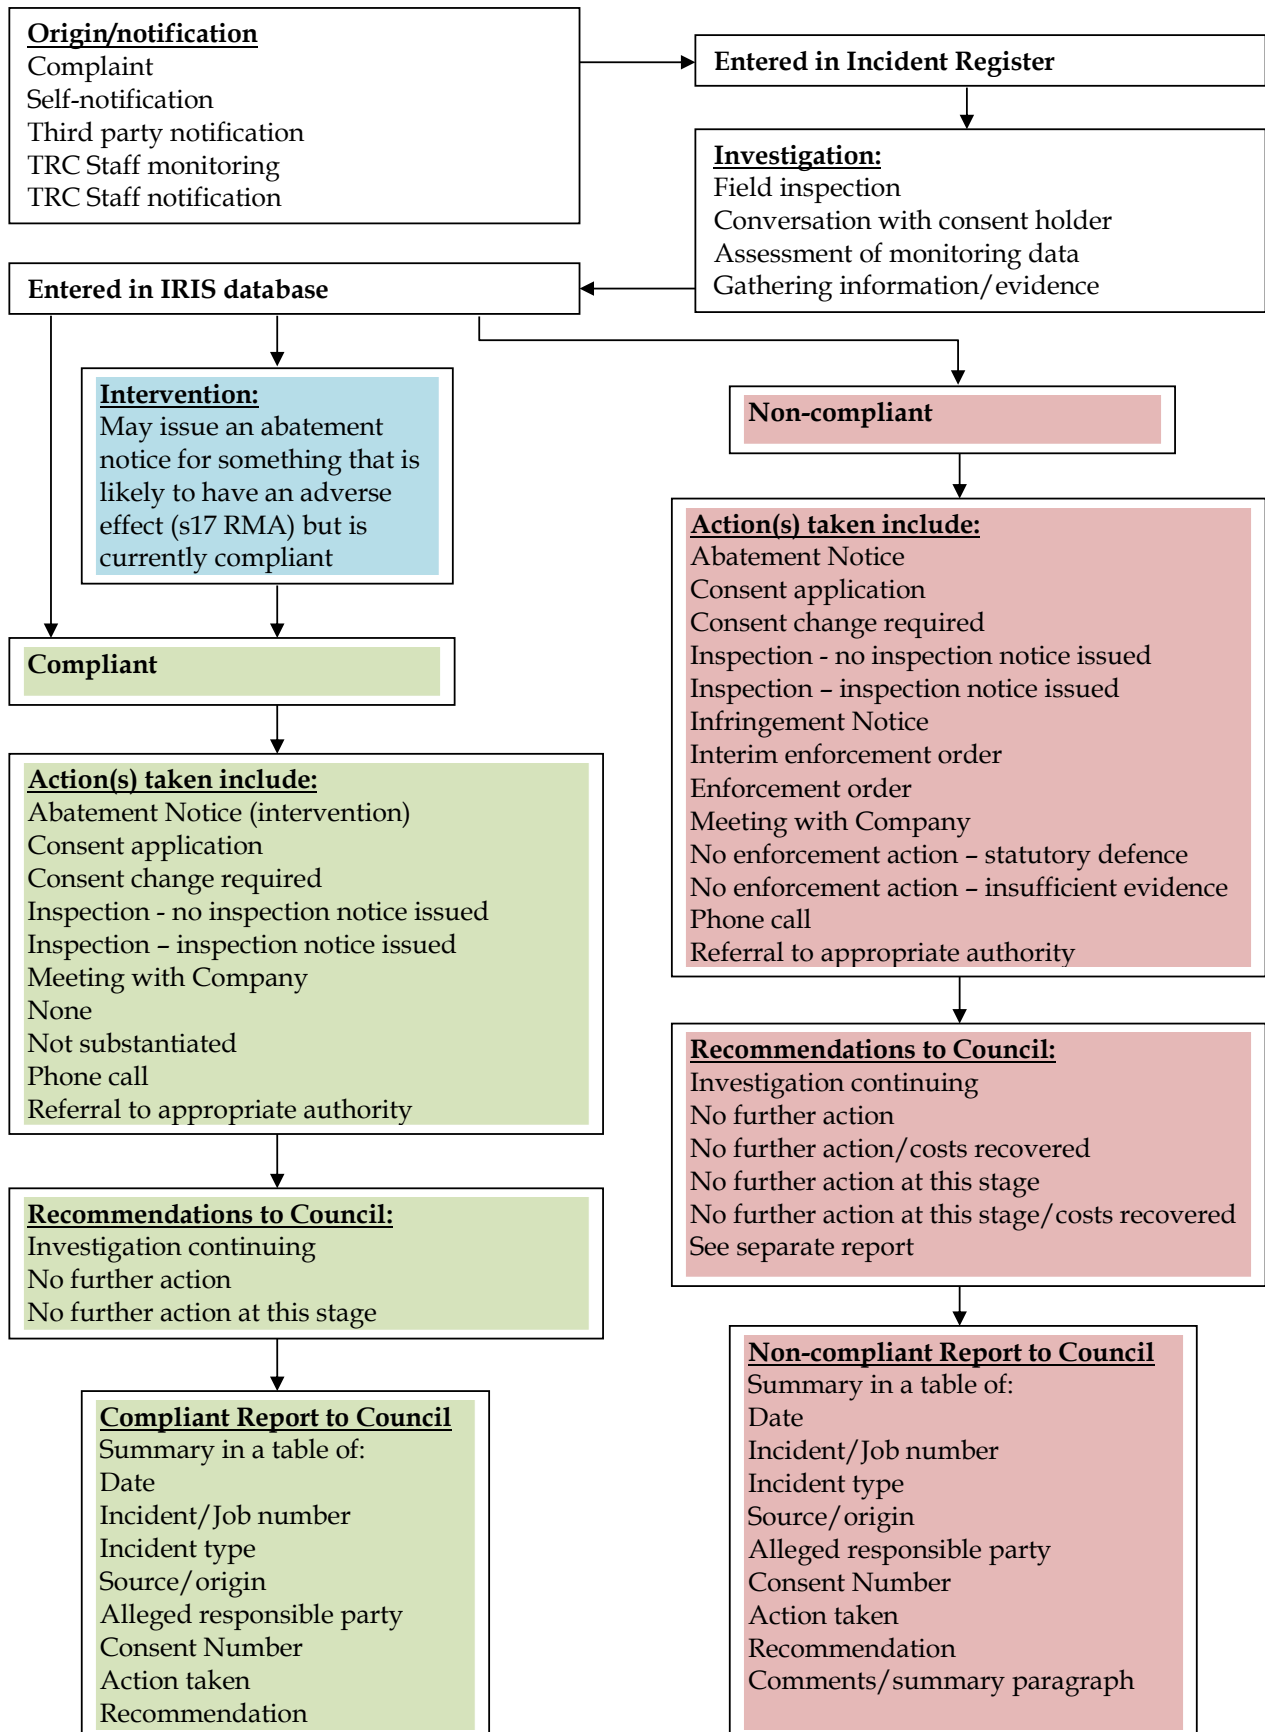 Origin/notification
Complaint
Self-notification
Third party notification
TRC Staff monitoring
TRC Staff notification
Entered in Incident Register
Investigation:
Field inspection
Conversation with consent holder
Assessment of monitoring data
Gathering information/evidence
Entered in IRIS database
Intervention:
May issue an abatement
notice for something that is
likely to have an adverse
effect (s17 RMA) but is
currently compliant
Compliant
Action(s) taken include:
Abatement Notice (intervention)
Consent application
Consent change required
Inspection - no inspection notice issued
Inspection – inspection notice issued
Meeting with Company
None
Not substantiated
Phone call
Referral to appropriate authority
Recommendations to Council:
Investigation continuing
No further action
No further action at this stage
Compliant Report to Council
Summary in a table of:
Date
Incident/Job number
Incident type
Source/origin
Alleged responsible party
Consent Number
Action taken
Recommendation
Non-compliant
Action(s) taken include:
Abatement Notice
Consent application
Consent change required
Inspection - no inspection notice issued
Inspection – inspection notice issued
Infringement Notice
Interim enforcement order
Enforcement order
Meeting with Company
No enforcement action – statutory defence
No enforcement action – insufficient evidence
Phone call
Referral to appropriate authority
Recommendations to Council:
Investigation continuing
No further action
No further action/costs recovered
No further action at this stage
No further action at this stage/costs recovered
See separate report
Non-compliant Report to Council
Summary in a table of:
Date
Incident/Job number
Incident type
Source/origin
Alleged responsible party
Consent Number
Action taken
Recommendation
Comments/summary paragraph